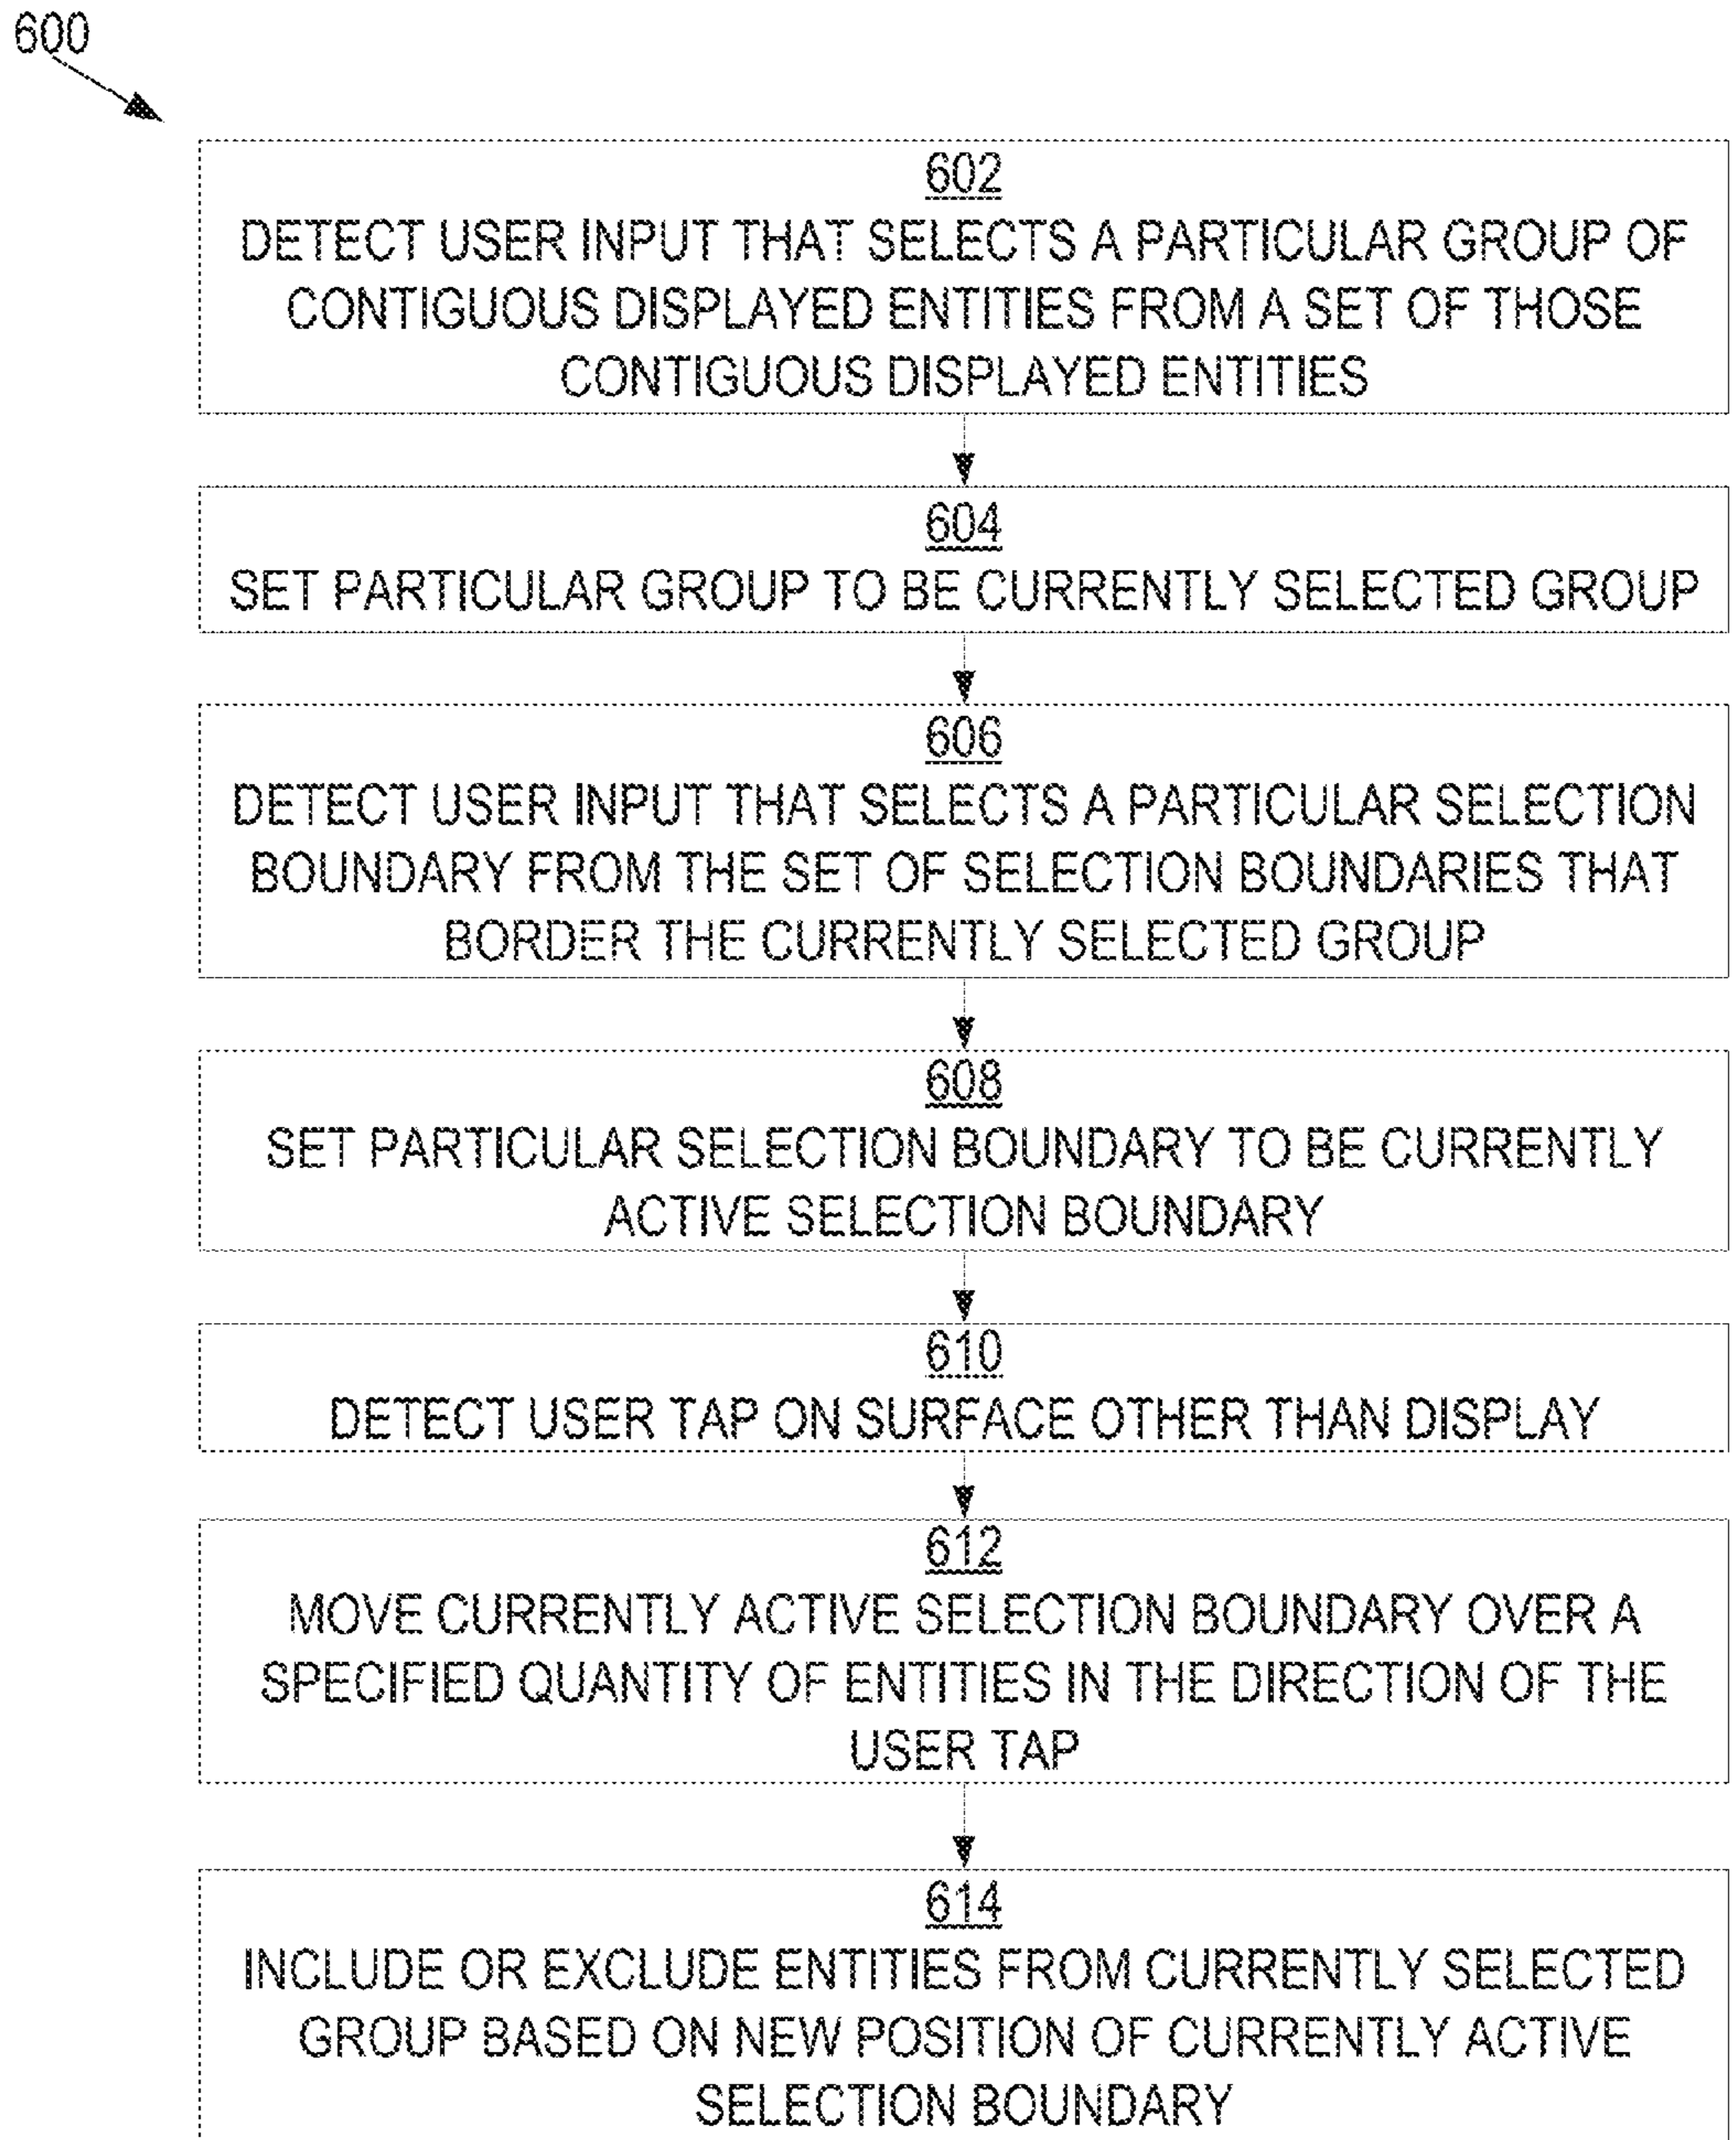 600
602
DETECT USER INPUT THAT SELECTS A PARTICULAR GROUP OF
CONTIGUOUS DISPLAYED ENTITIES FROM A SET OF THOSE
CONTIGUOUS DISPLAYED ENTITIES
604
SET PARTICULAR GROUP TO BE CURRENTLY SELECTED GROUP
606
DETECT USER INPUT THAT SELECTS A PARTICULAR SELECTION
BOUNDARY FROM THE SET OF SELECTION BOUNDARIES THAT
BORDER THE CURRENTLY SELECTED GROUP
608
SET PARTICULAR SELECTION BOUNDARY TO BE CURRENTLY
ACTIVE SELECTION BOUNDARY
610
DETECT USER TAP ON SURFACE OTHER THAN DISPLAY
612
MOVE CURRENTLY ACTIVE SELECTION BOUNDARY OVER A
SPECIFIED QUANTITY OF ENTITIES IN THE DIRECTION OF THE
USER TAP
614
INCLUDE OR EXCLUDE ENTITIES FROM CURRENTLY SELECTED
GROUP BASED ON NEW POSITION OF CURRENTLY ACTIVE
SELECTION BOUNDARY